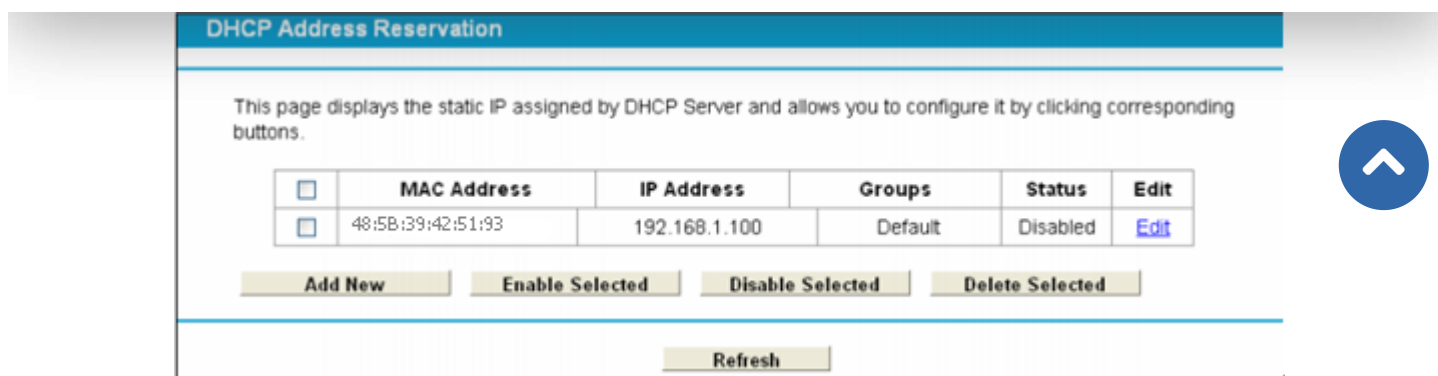 DHCP Address Reservation
This page displays the static IP assigned by DHCP Server and allows you to configure it by clicking corresponding
buttons.
MAC Address IP Address Groups Status Edit
48:5B:39:42:51:93 192.168.1.100 Default Disabled Edit
Add New Enable Selected Disable Selected Delete Selected
Refresh